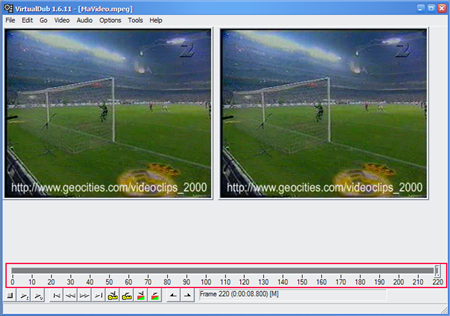 VirtualDub 1.6.11 - [MaVideo.mpeg]
File Edit Go Video Audio Options Tools Help
2 2
http://www.geocities.com/videoclips_2000 http://www.geocities.com/videoclips_2000
0 10 20 30 40 50 60 70 80 90 100 110 120 130 140 150 160 170 180 190 200 210 220
Frame 220 (0:00:08.800) [M]